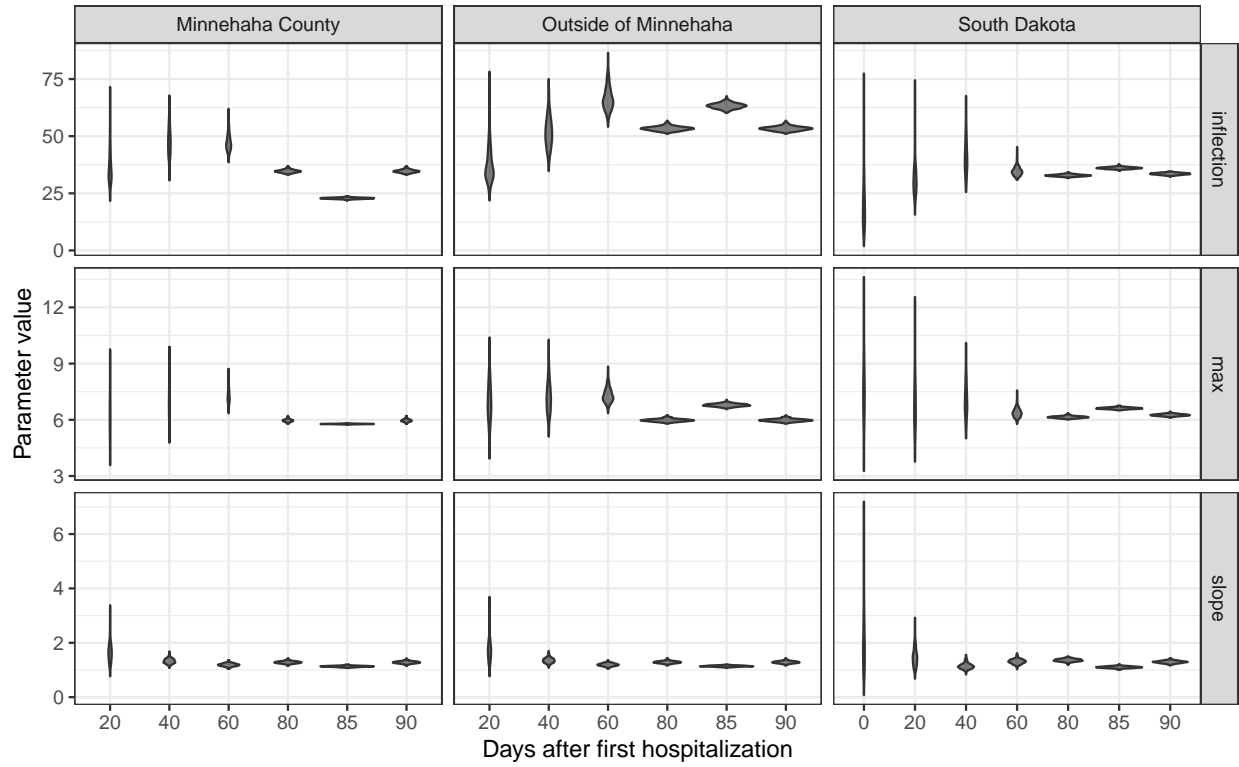 Minnehaha County Outside of Minnehaha South Dakota
75
50
25
0
inflection
12
9
6
3
max
6
4
2
0
slope
20 40 60 80 85 90 20 40 60 80 85 90 0 20 40 60 80 85 90
Parameter value
Days after first hospitalization